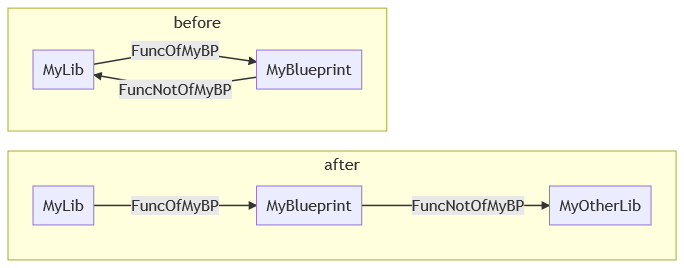 before
MyLib
FuncOfMyBP
MyBlueprint
FuncNotOfMyBP
after
MyLib
FuncOfMyBP
MyBlueprint
FuncNotOfMyBP
MyOtherLib